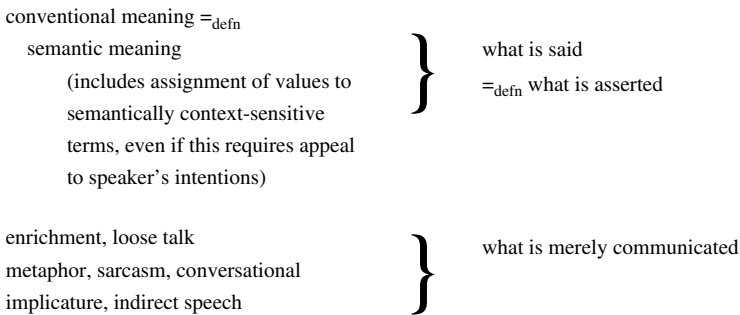 conventional meaning =defn
semantic meaning
(includes assignment of values to
semantically context-sensitive
terms, even if this requires appeal
to speaker's intentions)
} what is said
=defn what is asserted
enrichment, loose talk
metaphor, sarcasm, conversational
implicature, indirect speech
} what is merely communicated